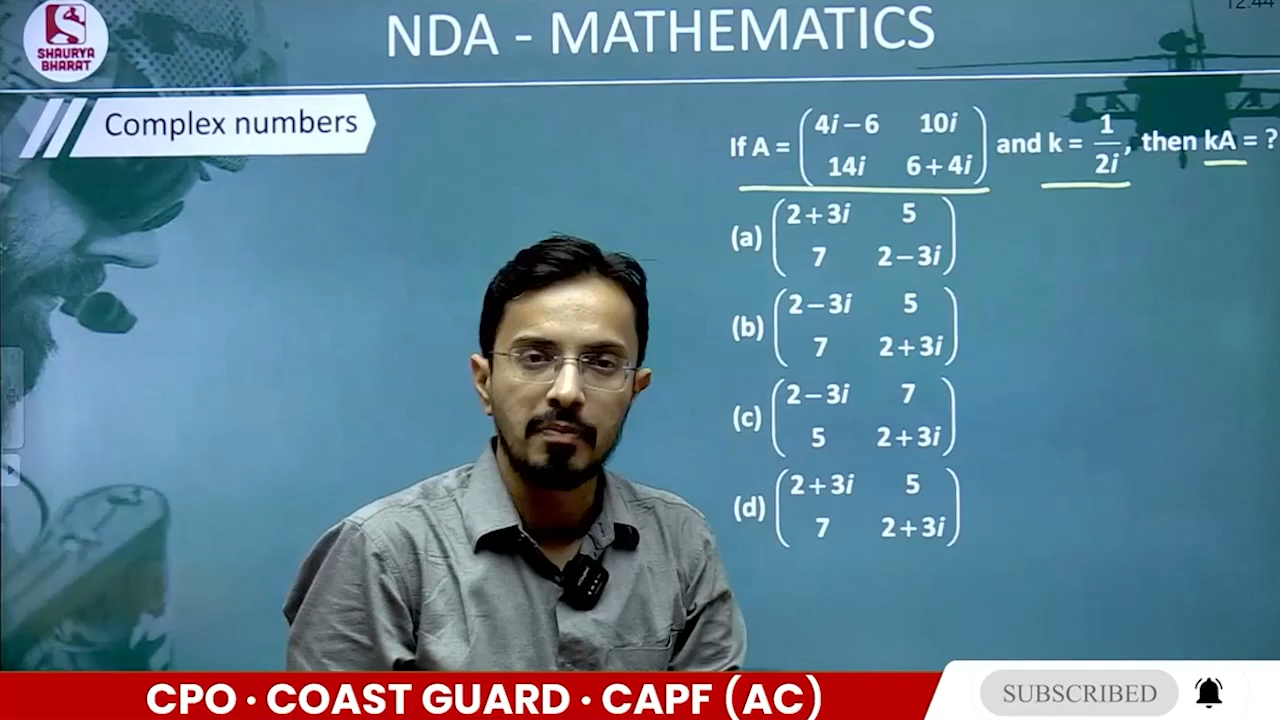 12:44
SHAURYA
BHARAT
NDA - MATHEMATICS
Complex numbers
If A = (4i−6 10i
14i 6+4i) and k = 1/2i, then kA = ?
(a) (2+3i 5
7 2−3i)
(b) (2−3i 5
7 2+3i)
(c) (2−3i 7
5 2+3i)
(d) (2+3i 5
7 2+3i)
CPO · COAST GUARD · CAPF (AC)
SUBSCRIBED